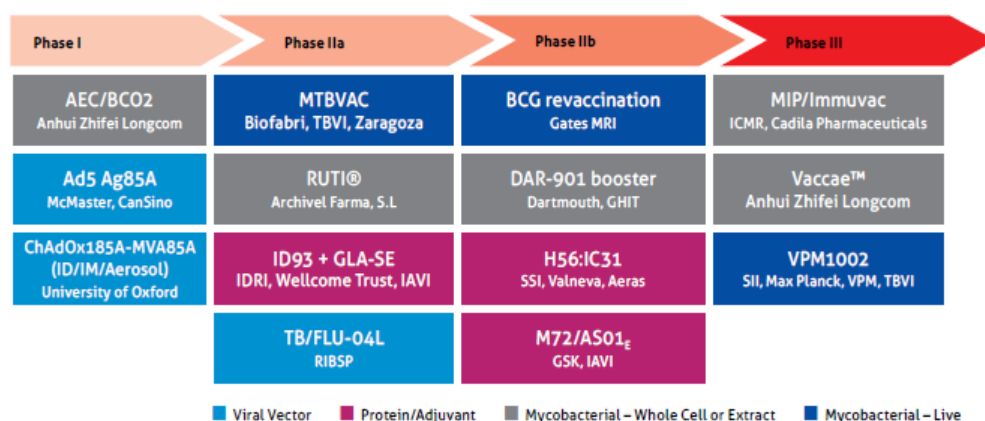 Phase I
Phase IIa
Phase IIb
Phase III
AEC/BCO2
Anhui Zhifei Longcom
Ad5 Ag85A
McMaster, CanSino
ChAdOx185A-MVA85A
(ID/IM/Aerosol)
University of Oxford
MTBVAC
Biofabri, TBVI, Zaragoza
RUTI®
Archivel Farma, S.L
ID93 + GLA-SE
IDRI, Wellcome Trust, IAVI
TB/FLU-04L
RIBSP
BCG revaccination
Gates MRI
DAR-901 booster
Dartmouth, GHIT
H56:IC31
SSI, Valneva, Aeras
M72/AS01E
GSK, IAVI
MIP/Immuvac
ICMR, Cadila Pharmaceuticals
Vaccae™
Anhui Zhifei Longcom
VPM1002
SII, Max Planck, VPM, TBVI
Viral Vector
Protein/Adjuvant
Mycobacterial – Whole Cell or Extract
Mycobacterial – Live